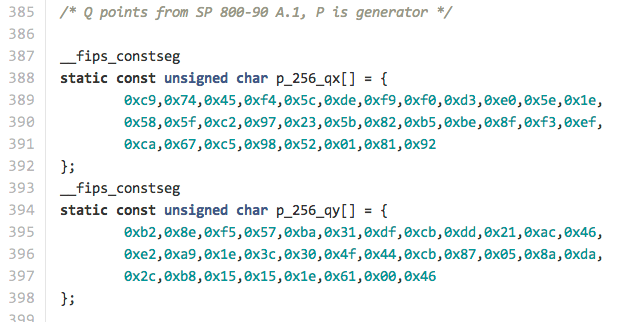 385 /* Q points from SP 800-90 A.1, P is generator */
386
387 __fips_constseg
388 static const unsigned char p_256_qx[] = {
389         0xc9,0x74,0x45,0xf4,0x5c,0xde,0xf9,0xf0,0xd3,0xe0,0x5e,0x1e,
390         0x58,0x5f,0xc2,0x97,0x23,0x5b,0x82,0xb5,0xbe,0x8f,0xf3,0xef,
391         0xca,0x67,0xc5,0x98,0x52,0x01,0x81,0x92
392 };
393 __fips_constseg
394 static const unsigned char p_256_qy[] = {
395         0xb2,0x8e,0xf5,0x57,0xba,0x31,0xdf,0xcb,0xdd,0x21,0xac,0x46,
396         0xe2,0xa9,0x1e,0x3c,0x30,0x4f,0x44,0xcb,0x87,0x05,0x8a,0xda,
397         0x2c,0xb8,0x15,0x15,0x1e,0x61,0x00,0x46
398 };
399